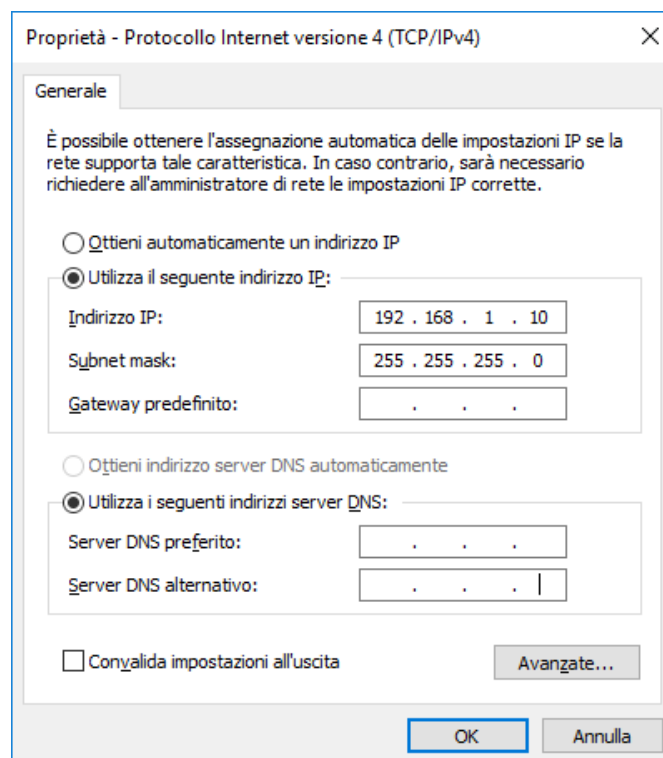 Proprietà - Protocollo Internet versione 4 (TCP/IPv4)
Generale
È possibile ottenere l'assegnazione automatica delle impostazioni IP se la
rete supporta tale caratteristica. In caso contrario, sarà necessario
richiedere all'amministratore di rete le impostazioni IP corrette.
Ottieni automaticamente un indirizzo IP
Utilizza il seguente indirizzo IP:
Indirizzo IP: 192 . 168 . 1 . 10
Subnet mask: 255 . 255 . 255 . 0
Gateway predefinito: . . .
Ottieni indirizzo server DNS automaticamente
Utilizza i seguenti indirizzi server DNS:
Server DNS preferito: . . .
Server DNS alternativo: . . .
Convalida impostazioni all'uscita Avanzate...
OK Annulla